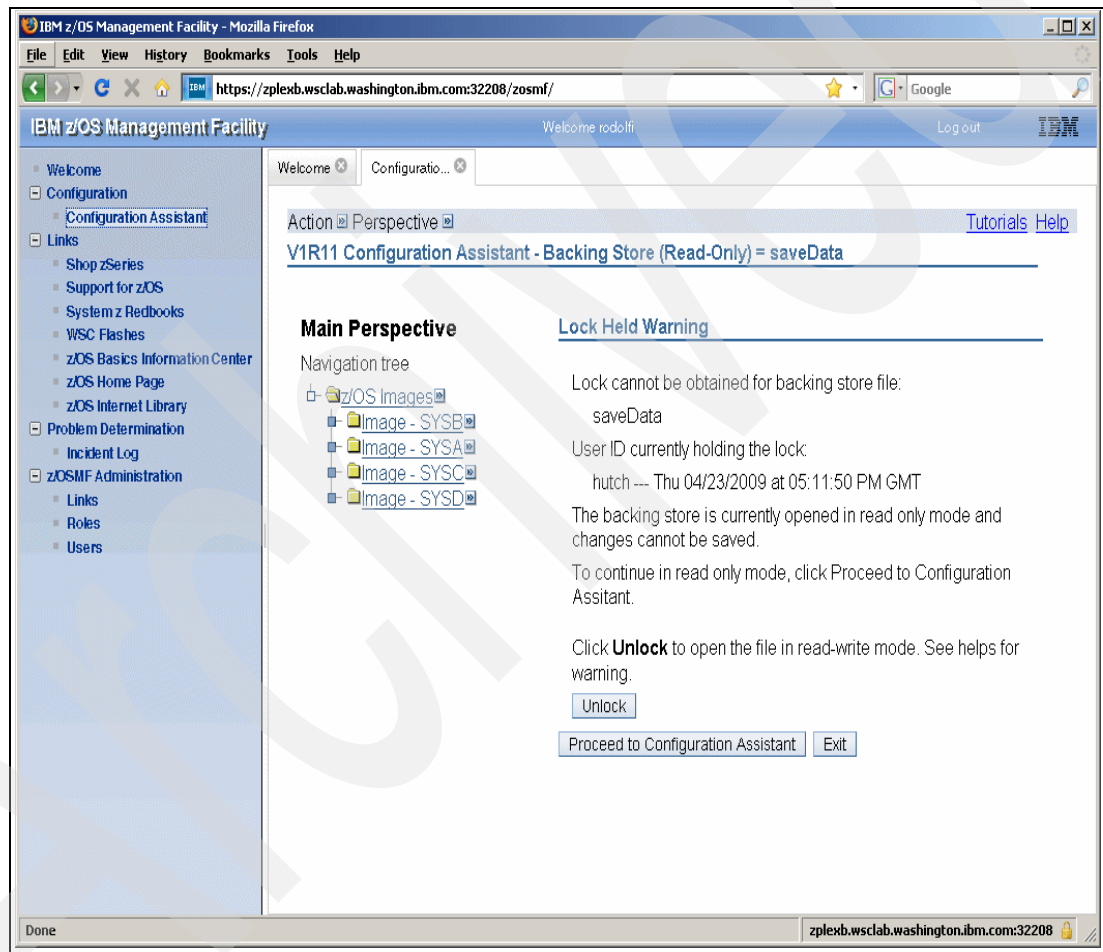 IBM z/OS Management Facility - Mozilla Firefox
File Edit View History Bookmarks Tools Help
IBM https://zplexb.wsclab.washington.ibm.com:32208/zosmf/ G Google
IBM z/OS Management Facility Welcome rodolfi Log out IBM
Welcome
Configuration
Configuration Assistant
Links
Shop zSeries
Support for z/OS
System z Redbooks
WSC Flashes
z/OS Basics Information Center
z/OS Home Page
z/OS Internet Library
Problem Determination
Incident Log
z/OSMF Administration
Links
Roles
Users
Welcome Configuratio...
Action Perspective Tutorials Help
V1R11 Configuration Assistant - Backing Store (Read-Only) = saveData
Main Perspective
Navigation tree
z/OS Images
Image - SYSB
Image - SYSA
Image - SYSC
Image - SYSD
Lock Held Warning
Lock cannot be obtained for backing store file:
saveData
User ID currently holding the lock:
hutch --- Thu 04/23/2009 at 05:11:50 PM GMT
The backing store is currently opened in read only mode and
changes cannot be saved.
To continue in read only mode, click Proceed to Configuration
Assitant.
Click Unlock to open the file in read-write mode. See helps for
warning.
Unlock
Proceed to Configuration Assistant Exit
Done zplexb.wsclab.washington.ibm.com:32208